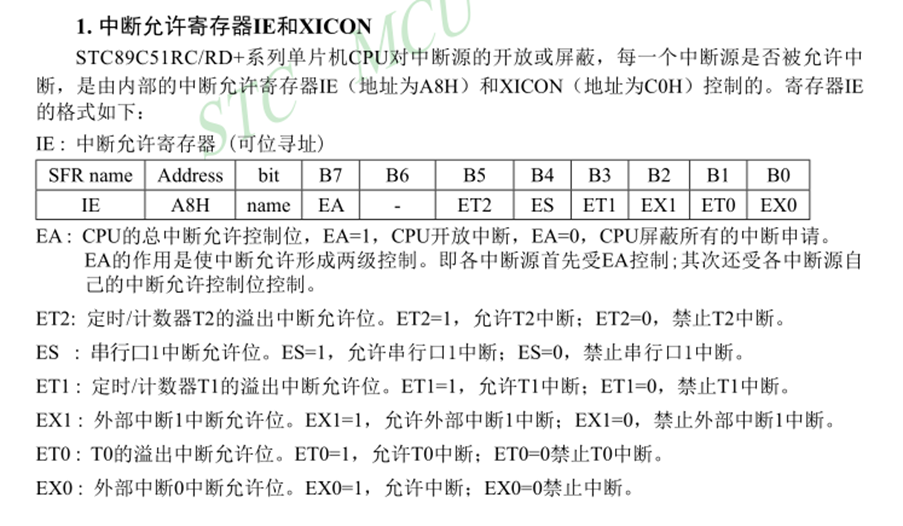 1. 中断允许寄存器IE和XICON
STC89C51RC/RD+系列单片机CPU对中断源的开放或屏蔽，每一个中断源是否被允许中
断，是由内部的中断允许寄存器IE（地址为A8H）和XICON（地址为C0H）控制的。寄存器IE
的格式如下：
IE : 中断允许寄存器 (可位寻址)
SFR name Address bit B7 B6 B5 B4 B3 B2 B1 B0
IE A8H name EA - ET2 ES ET1 EX1 ET0 EX0
EA : CPU的总中断允许控制位，EA=1，CPU开放中断，EA=0，CPU屏蔽所有的中断申请。
EA的作用是使中断允许形成两级控制。即各中断源首先受EA控制;其次还受各中断源自
己的中断允许控制位控制。
ET2: 定时/计数器T2的溢出中断允许位。ET2=1，允许T2中断；ET2=0，禁止T2中断。
ES : 串行口1中断允许位。ES=1，允许串行口1中断；ES=0，禁止串行口1中断。
ET1 : 定时/计数器T1的溢出中断允许位。ET1=1，允许T1中断；ET1=0，禁止T1中断。
EX1 : 外部中断1中断允许位。EX1=1，允许外部中断1中断；EX1=0，禁止外部中断1中断。
ET0 : T0的溢出中断允许位。ET0=1，允许T0中断；ET0=0禁止T0中断。
EX0 : 外部中断0中断允许位。EX0=1，允许中断；EX0=0禁止中断。
STC MCU